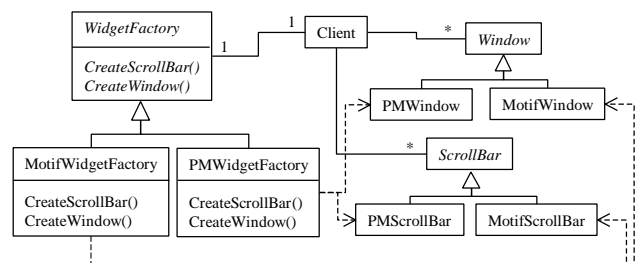 WidgetFactory
CreateScrollBar()
CreateWindow()
1
1
Client
*
Window
PMWindow
MotifWindow
*
ScrollBar
MotifWidgetFactory
CreateScrollBar()
CreateWindow()
PMWidgetFactory
CreateScrollBar()
CreateWindow()
PMScrollBar
MotifScrollBar